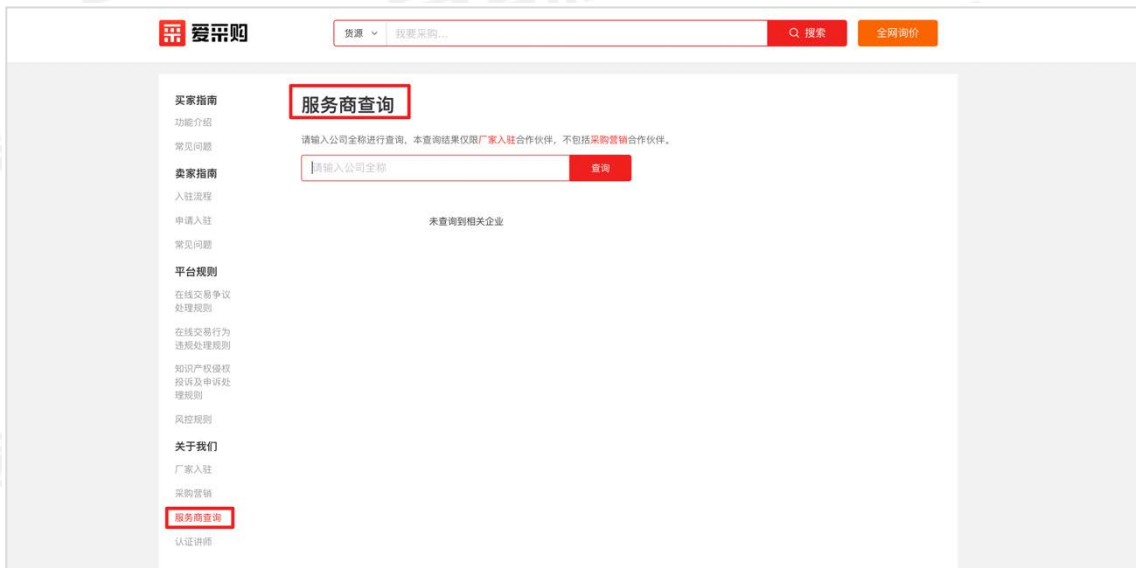 采 爱采购
货源 我要采购... 搜索 全网询价
买家指南
功能介绍
常见问题
卖家指南
入驻流程
申请入驻
常见问题
平台规则
在线交易争议
处理规则
在线交易行为
违规处理规则
知识产权侵权
投诉及申诉处
理规则
风控规则
关于我们
厂家入驻
采购营销
服务商查询
认证讲师
服务商查询
请输入公司全称进行查询，本查询结果仅限厂家入驻合作伙伴，不包括采购营销合作伙伴。
请输入公司全称 查询
未查询到相关企业